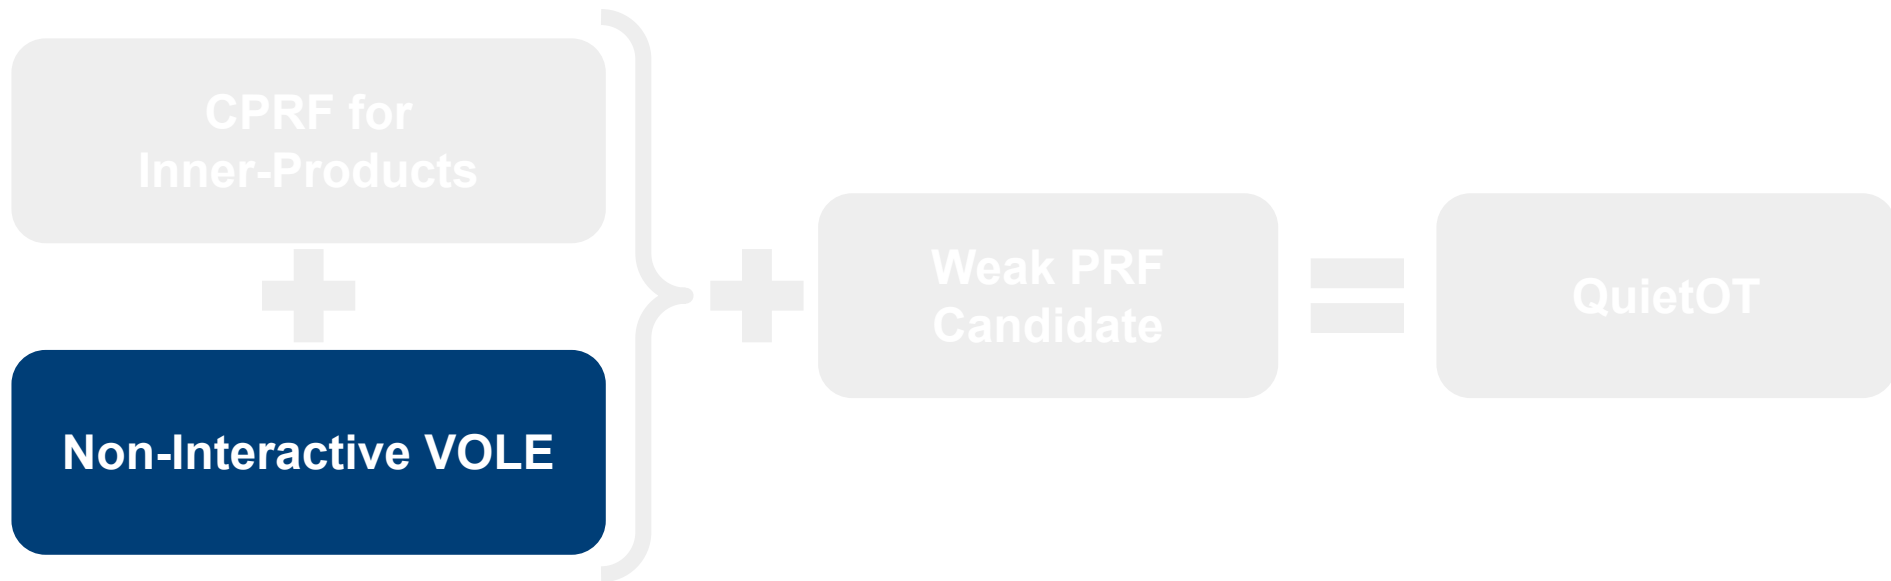 CPRF for
Inner-Products
Non-Interactive VOLE
Weak PRF
Candidate
QuietOT